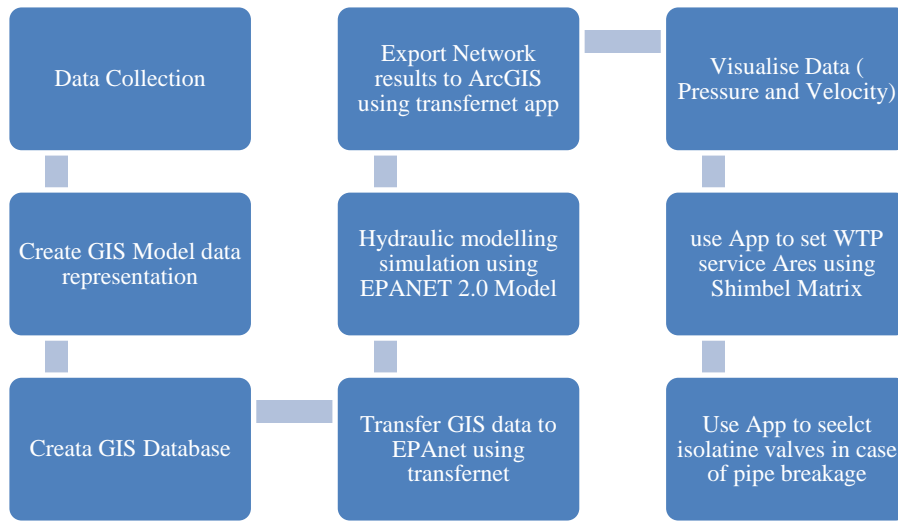 Data Collection
Create GIS Model data
representation
Creata GIS Database
Transfer GIS data to
EPAnet using
transfernet
Hydraulic modelling
simulation using
EPANET 2.0 Model
Export Network
results to ArcGIS
using transfernet app
Visualise Data (
Pressure and Velocity)
use App to set WTP
service Ares using
Shimbel Matrix
Use App to seelct
isolatine valves in case
of pipe breakage